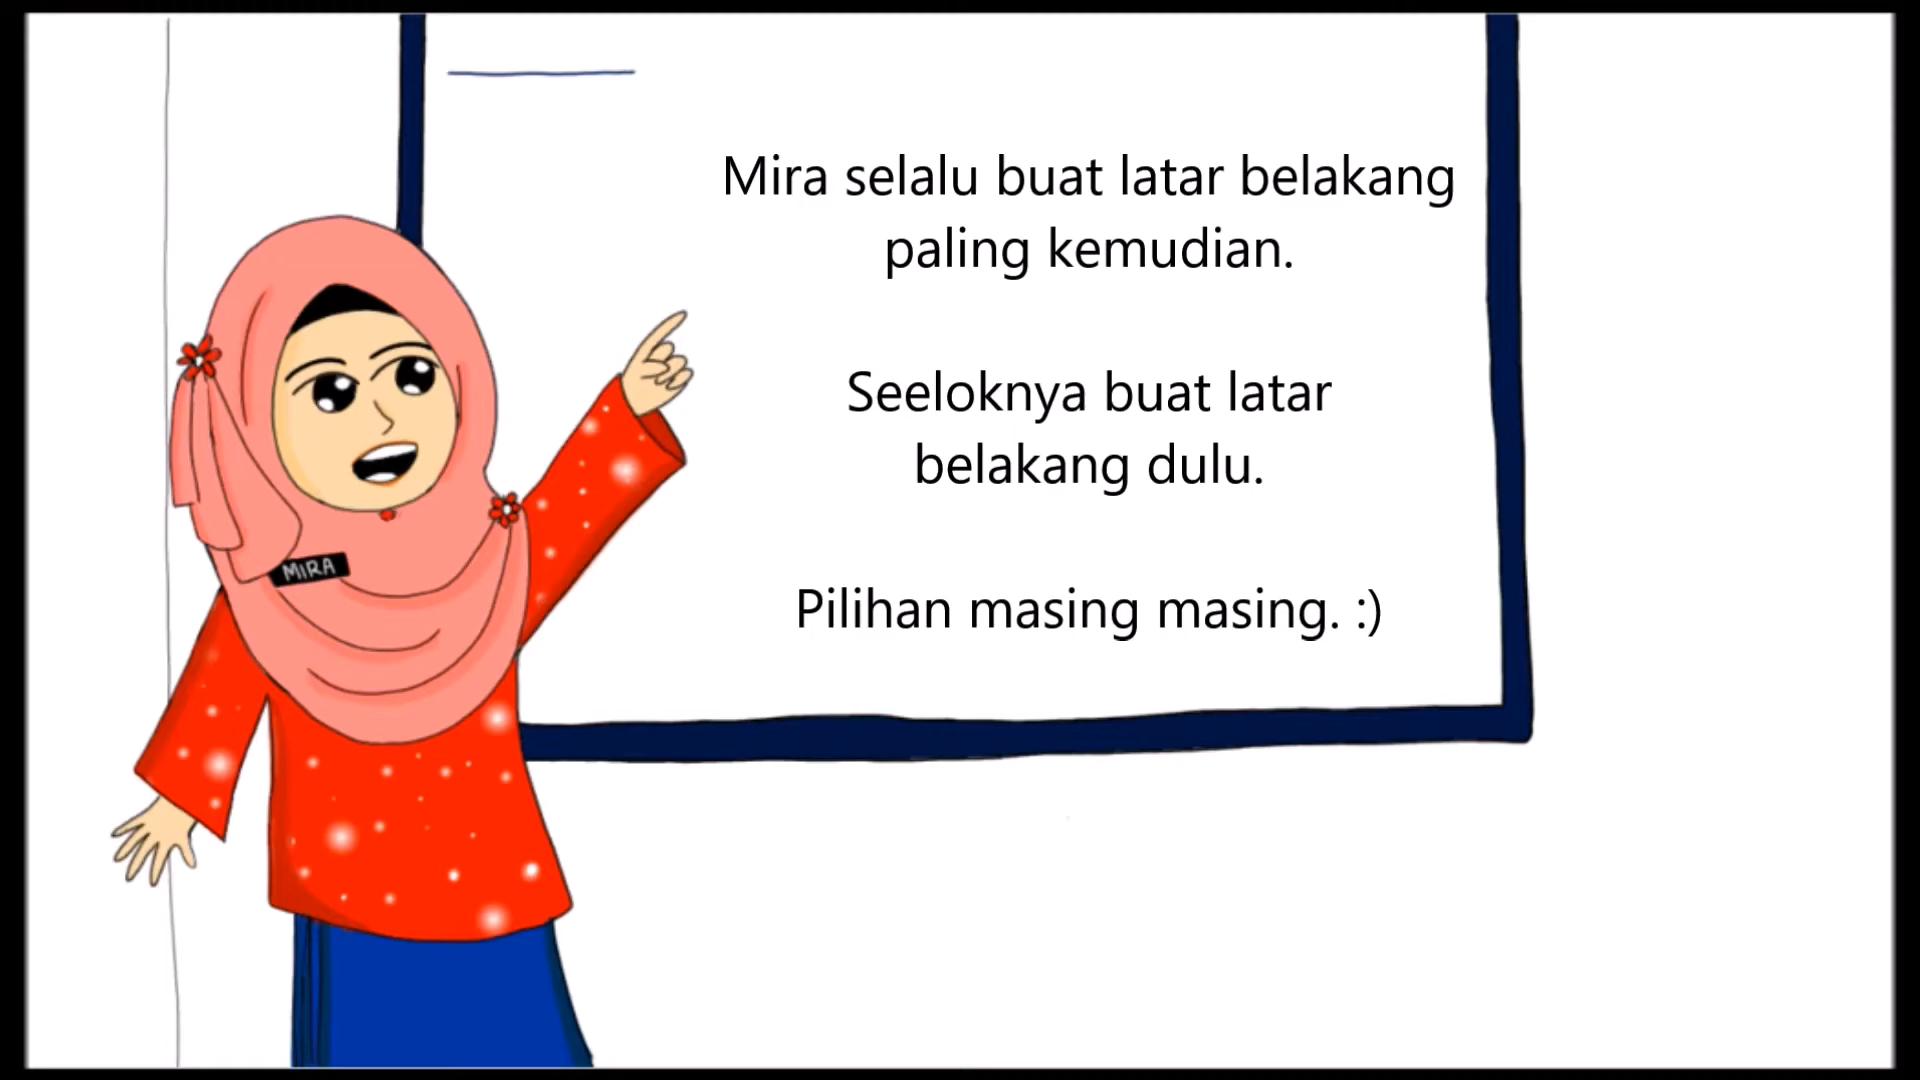 Mira selalu buat latar belakang
paling kemudian.
Seeloknya buat latar
belakang dulu.
Pilihan masing masing. :)
MIRA